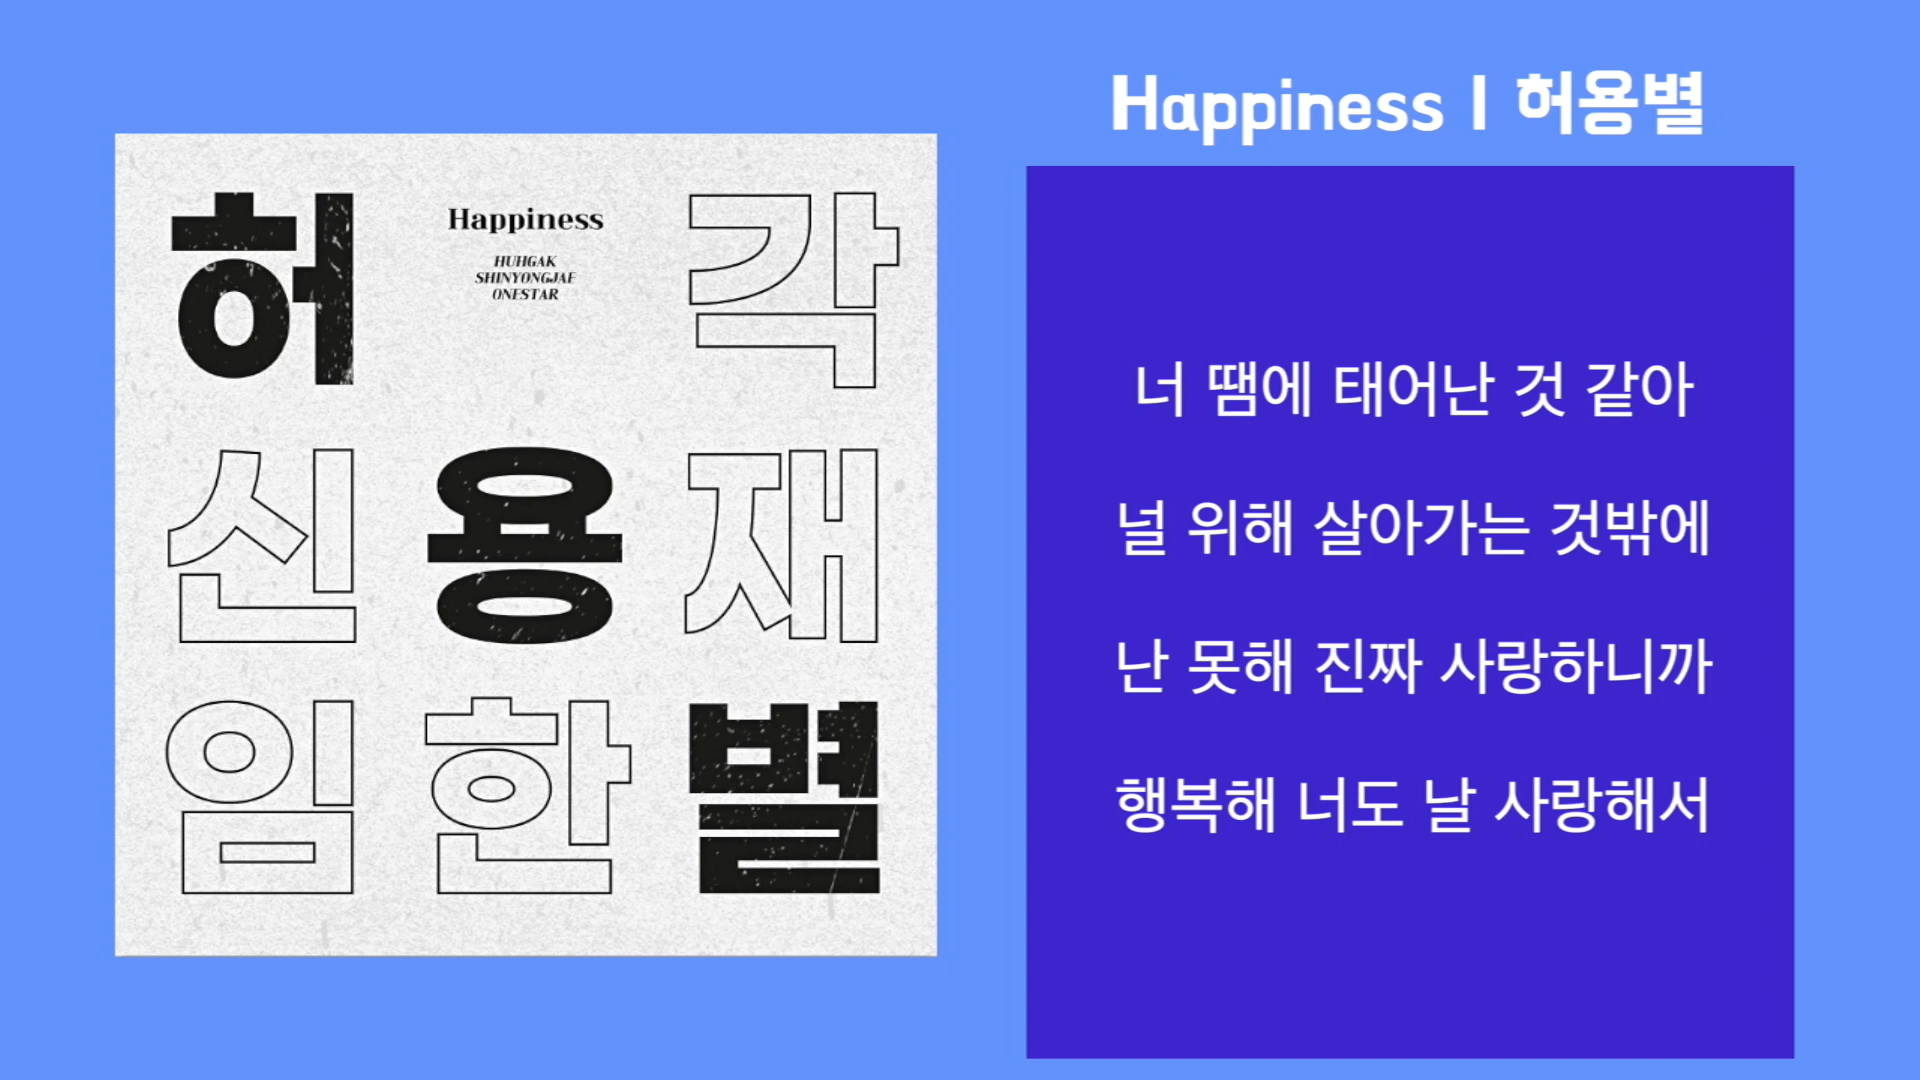 Happiness | 허용별
허 각
Happiness
HUHGAK
SHINYONGJAE
ONESTAR
신 용 재
임 한 별
너 땜에 태어난 것 같아
널 위해 살아가는 것밖에
난 못해 진짜 사랑하니까
행복해 너도 날 사랑해서